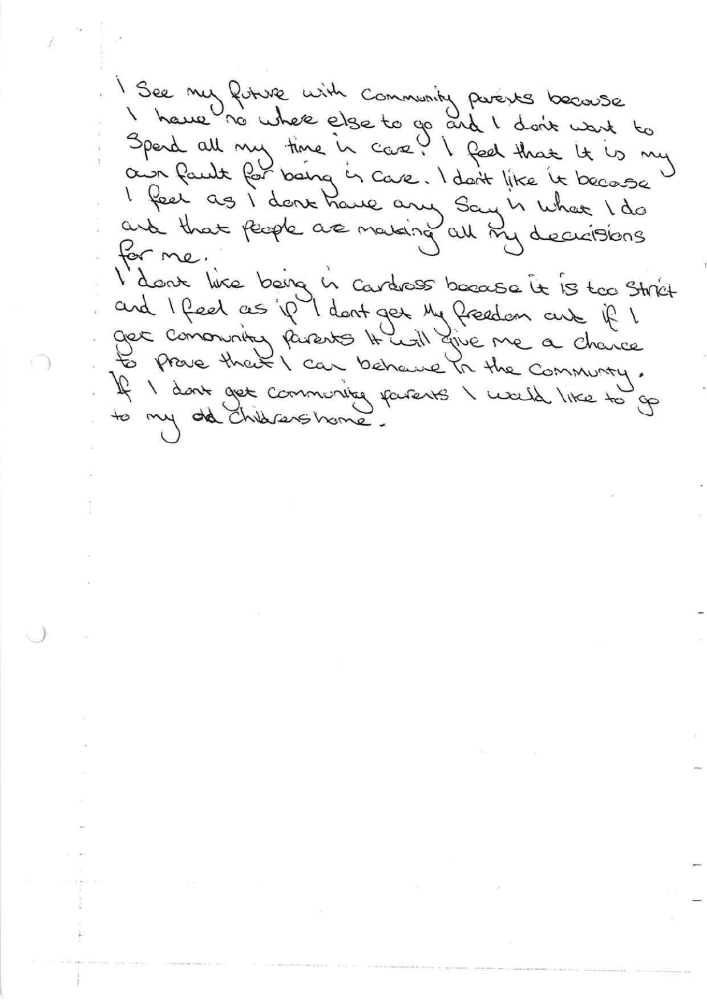 I See my future with community parents because
I have no where else to go and I don't want to
Spend all my time in care. I feel that it is my
own fault for being in care. I don't like it becase
I feel as I dont have any Say in what I do
and that people are making all my deacisions
for me.
I dont like being in Cardross becase it is too Strict
and I feel as if I dont get My freedom and if I
get community parents It will give me a chance
to prove that I can behave in the Communty.
If I dont get community parents I would like to go
to my old Childrens home.